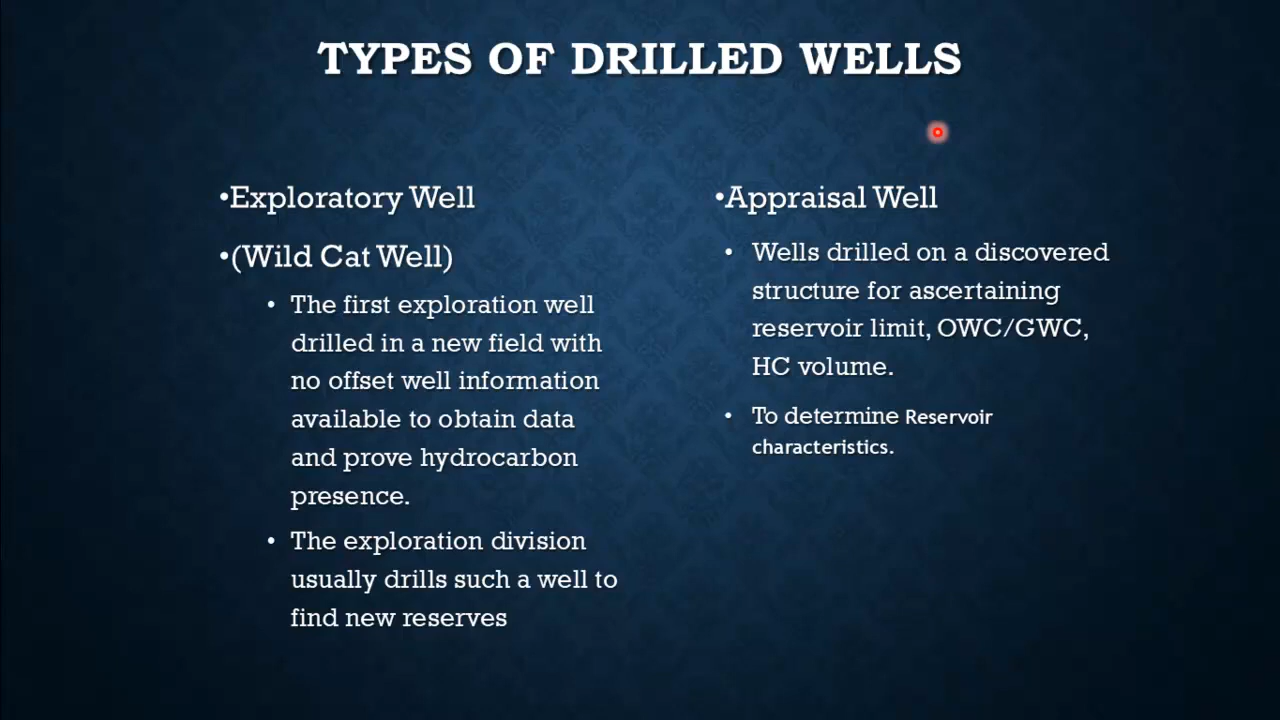 TYPES OF DRILLED WELLS
•Exploratory Well
•(Wild Cat Well)
• The first exploration well
drilled in a new field with
no offset well information
available to obtain data
and prove hydrocarbon
presence.
• The exploration division
usually drills such a well to
find new reserves
•Appraisal Well
• Wells drilled on a discovered
structure for ascertaining
reservoir limit, OWC/GWC,
HC volume.
• To determine Reservoir
characteristics.